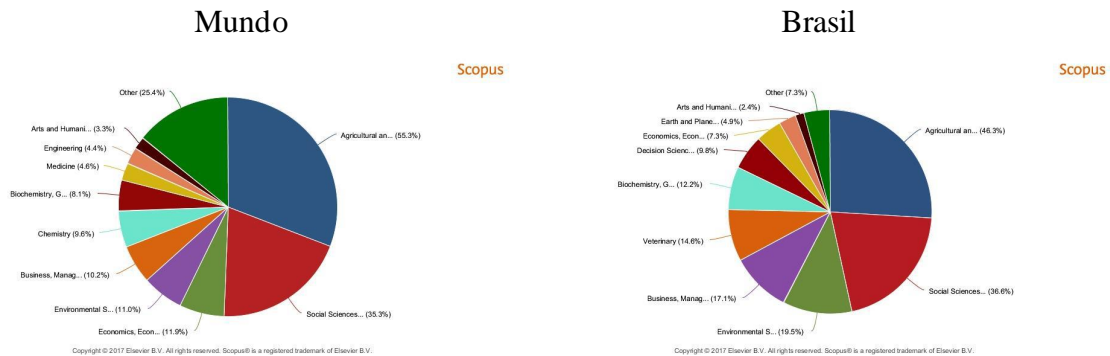 Mundo
Scopus
Other (25.4%)
Arts and Humani... (3.3%)
Engineering (4.4%)
Medicine (4.6%)
Biochemistry, G... (8.1%)
Chemistry (9.6%)
Business, Manag... (10.2%)
Environmental S... (11.0%)
Economics, Econ... (11.9%)
Agricultural an... (55.3%)
Social Sciences... (35.3%)
Copyright © 2017 Elsevier B.V. All rights reserved. Scopus® is a registered trademark of Elsevier B.V.
Brasil
Scopus
Other (7.3%)
Arts and Humani... (2.4%)
Earth and Plane... (4.9%)
Economics, Econ... (7.3%)
Decision Scienc... (9.8%)
Biochemistry, G... (12.2%)
Veterinary (14.6%)
Business, Manag... (17.1%)
Environmental S... (19.5%)
Agricultural an... (46.3%)
Social Sciences... (36.6%)
Copyright © 2017 Elsevier B.V. All rights reserved. Scopus® is a registered trademark of Elsevier B.V.